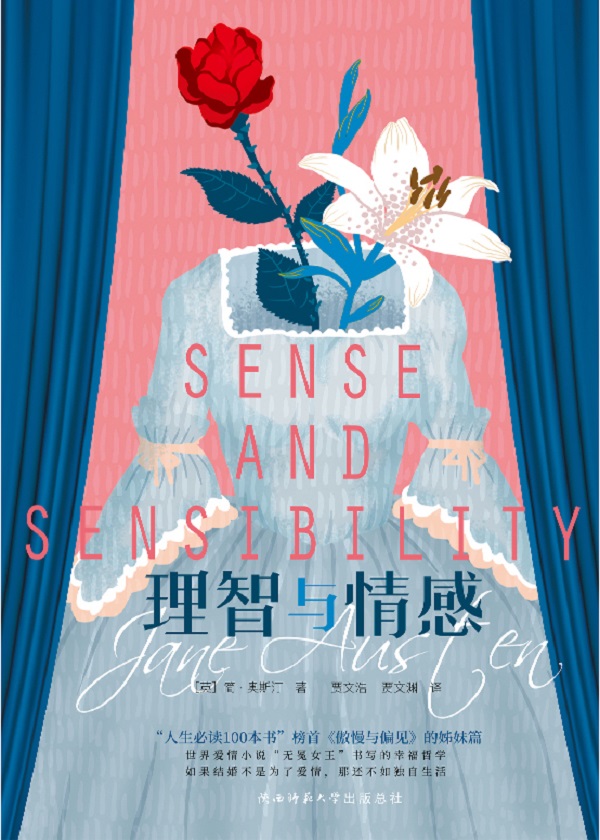 SENSE
AND
SENSIBILITY
理智与情感
Jane Austen
[英] 简·奥斯汀 著 贾文浩 贾文渊 译
“人生必读100本书”榜首《傲慢与偏见》的姊妹篇
世界爱情小说“无冕女王”书写的幸福哲学
如果结婚不是为了爱情，那还不如独自生活
陕西师范大学出版总社